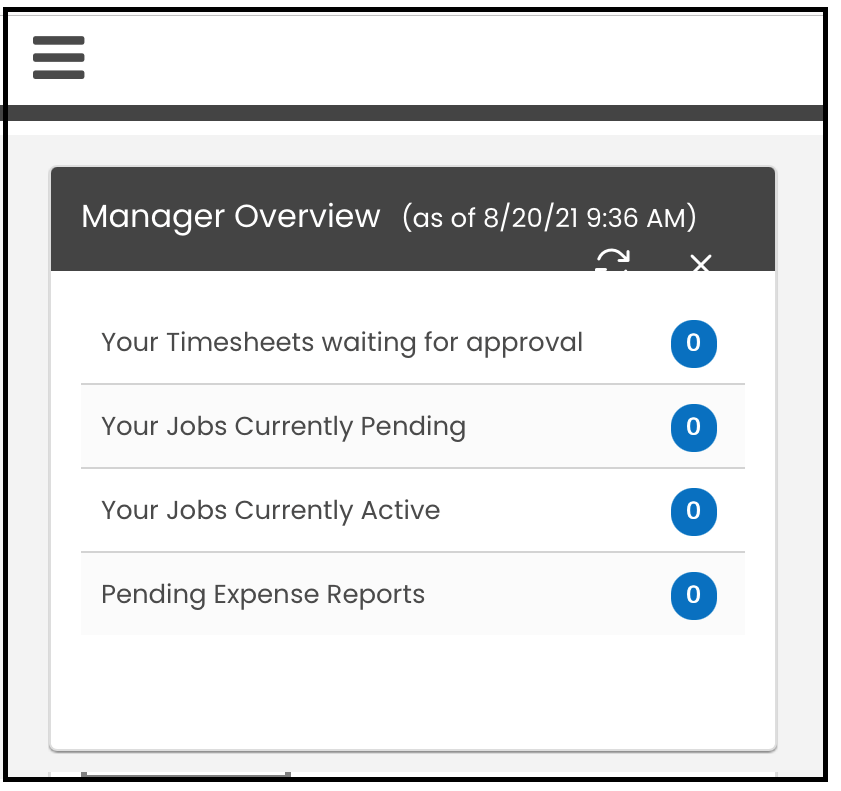 Manager Overview (as of 8/20/21 9:36 AM)
Your Timesheets waiting for approval 0
Your Jobs Currently Pending 0
Your Jobs Currently Active 0
Pending Expense Reports 0